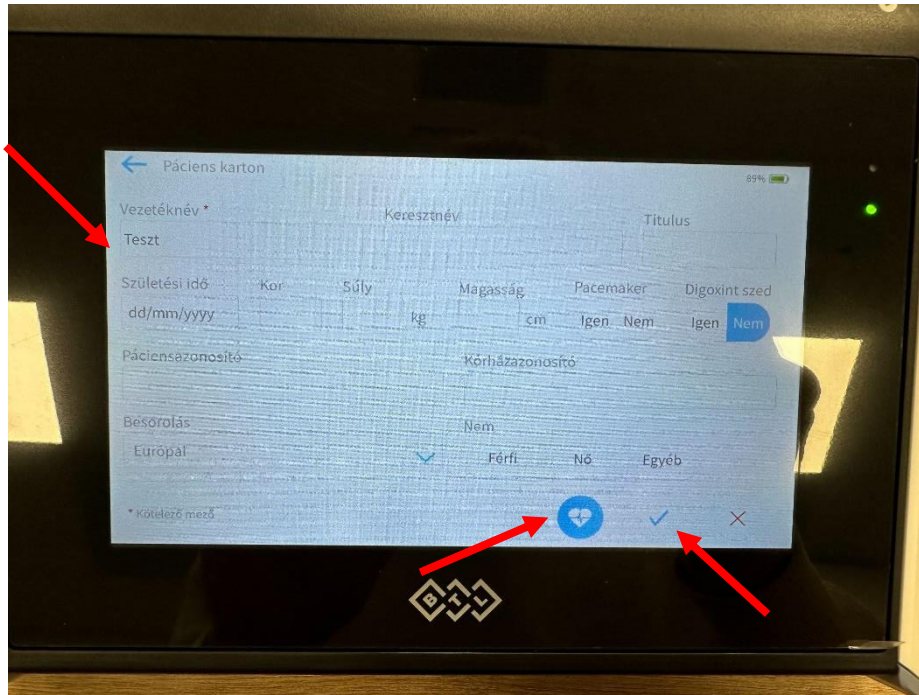 Páciens karton
89%
Vezetéknév * Keresztnév Titulus
Teszt
Születési idő Kor Súly Magasság Pacemaker Digoxint szed
dd/mm/yyyy kg cm Igen Nem Igen Nem
Páciensazonosító Kórházazonosító
Besorolás Nem
Európai Férfi Nő Egyéb
* Kötelező mező
BTL